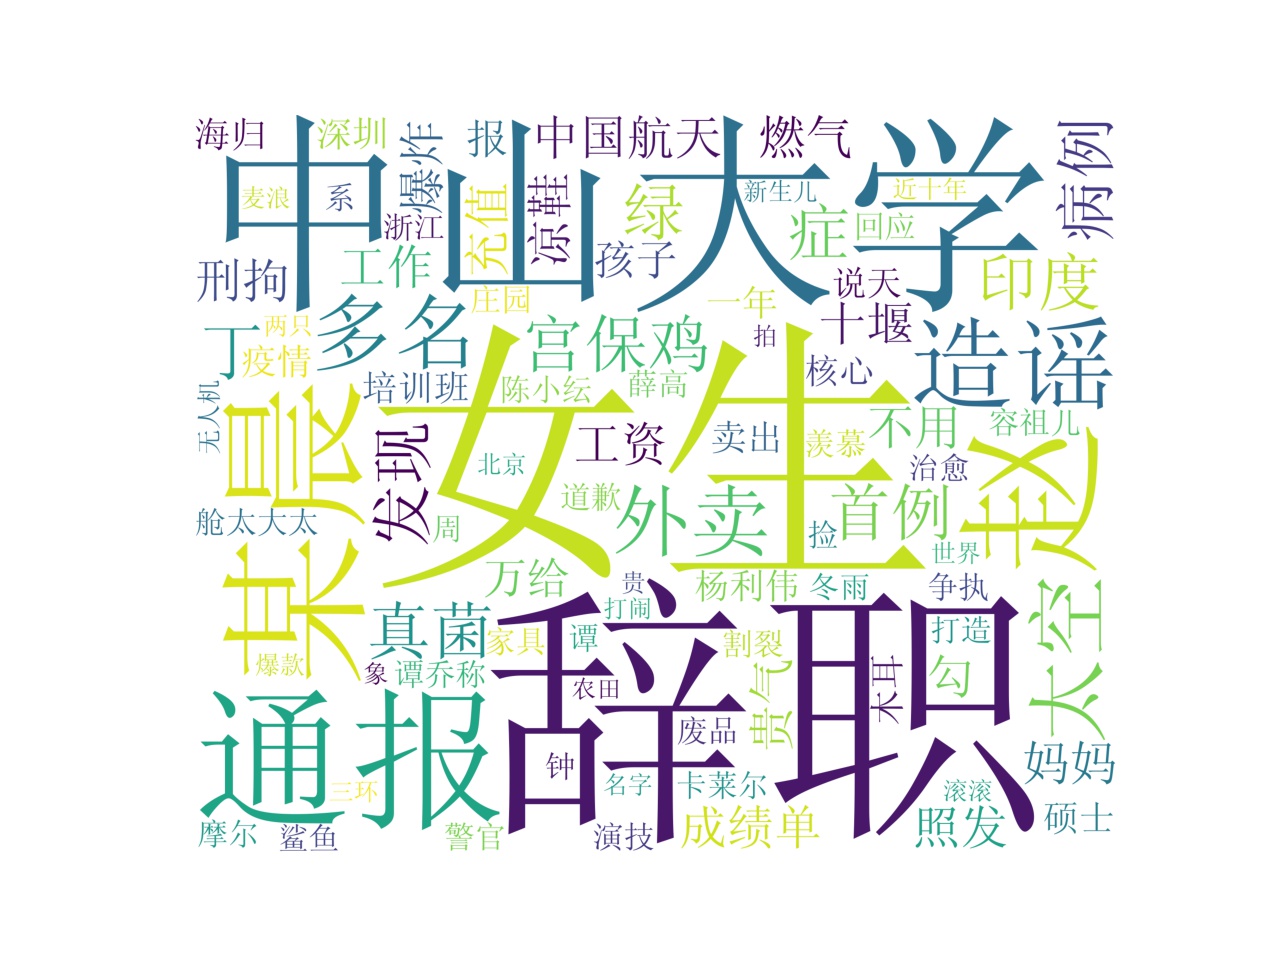 海归
深圳
爆炸
报
中国航天
燃气
病例
中山大学
麦浪
系
浙江
充值
凉鞋
绿
新生儿
近十年
症
回应
刑拘
工作
庄园
孩子
一年
说天
印度
丁
两只
疫情
多名
宫保鸡
拍
十堰
造谣
无人机
培训班
陈小纭
薛高
核心
某晨
发现
女生
北京
工资
卖出
羡慕
不用
容祖儿
治愈
赵
舱太大太
周
道歉
外卖
首例
捡
世界
万给
贵
杨利伟
冬雨
争执
真菌
打闹
家具
谭
割裂
打造
太空
爆款
象
谭乔称
农田
贵气
木耳
勾
通报
辞职
废品
三环
钟
名字
卡莱尔
滚滚
妈妈
摩尔
鲨鱼
警官
演技
成绩单
照发
硕士